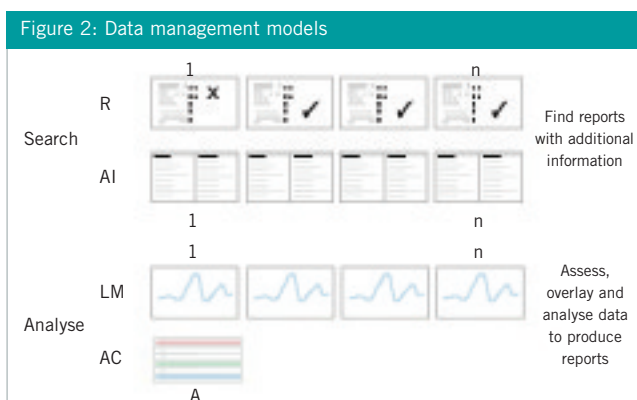 Figure 2: Data management models
1 n
R
Search
AI
1 n
Find reports
with additional
information
1 n
LM
Analyse
AC
A
Assess,
overlay and
analyse data
to produce
reports